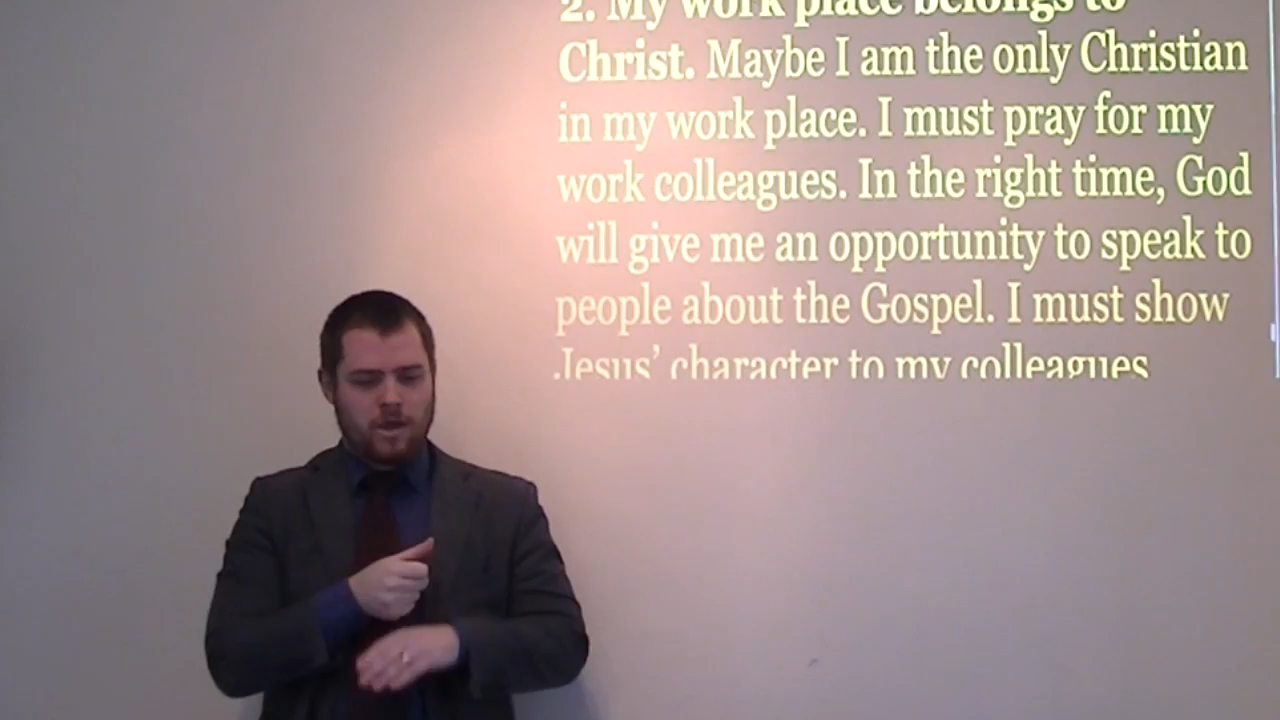 2. My work place belongs to
Christ. Maybe I am the only Christian
in my work place. I must pray for my
work colleagues. In the right time, God
will give me an opportunity to speak to
people about the Gospel. I must show
Jesus’ character to my colleagues